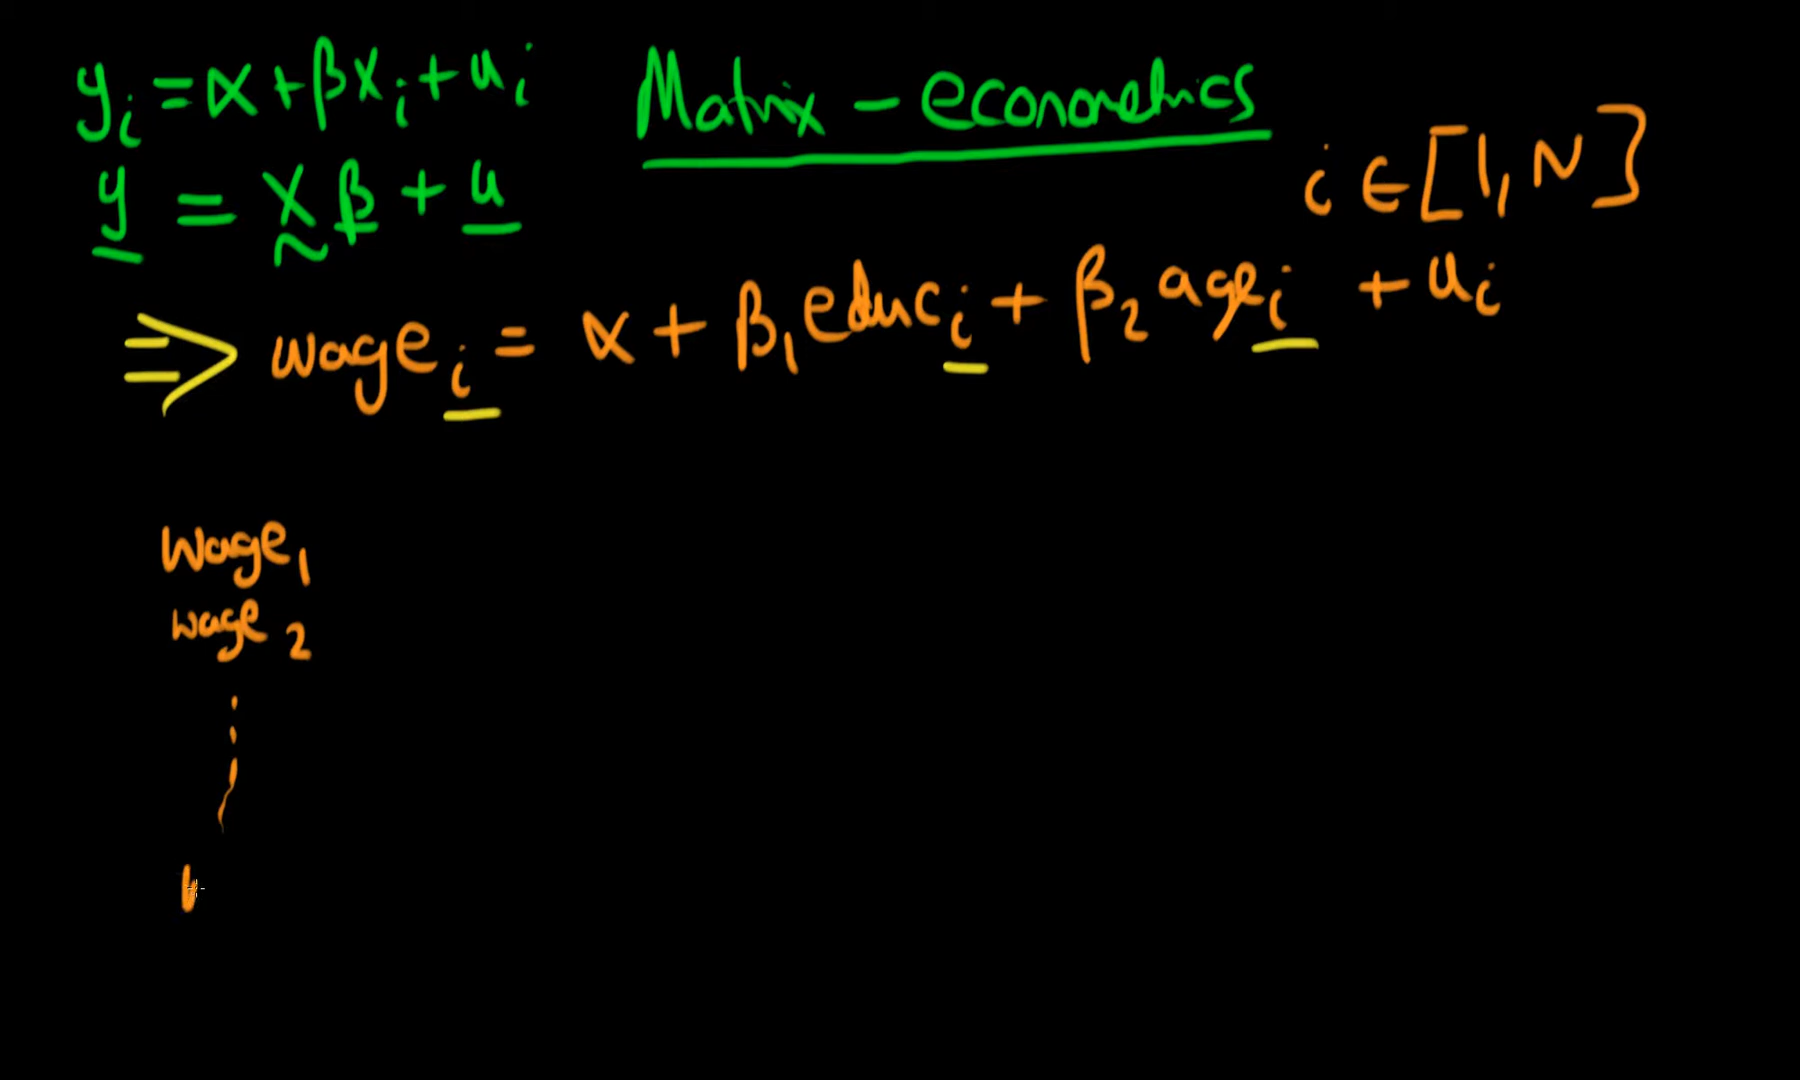 yᵢ = α + βxᵢ + uᵢ
Matrix - econometrics
y = Xβ + u
i ∈ [1, N]
⇒ wageᵢ = α + β₁educᵢ + β₂ageᵢ + uᵢ
Wage₁
wage₂